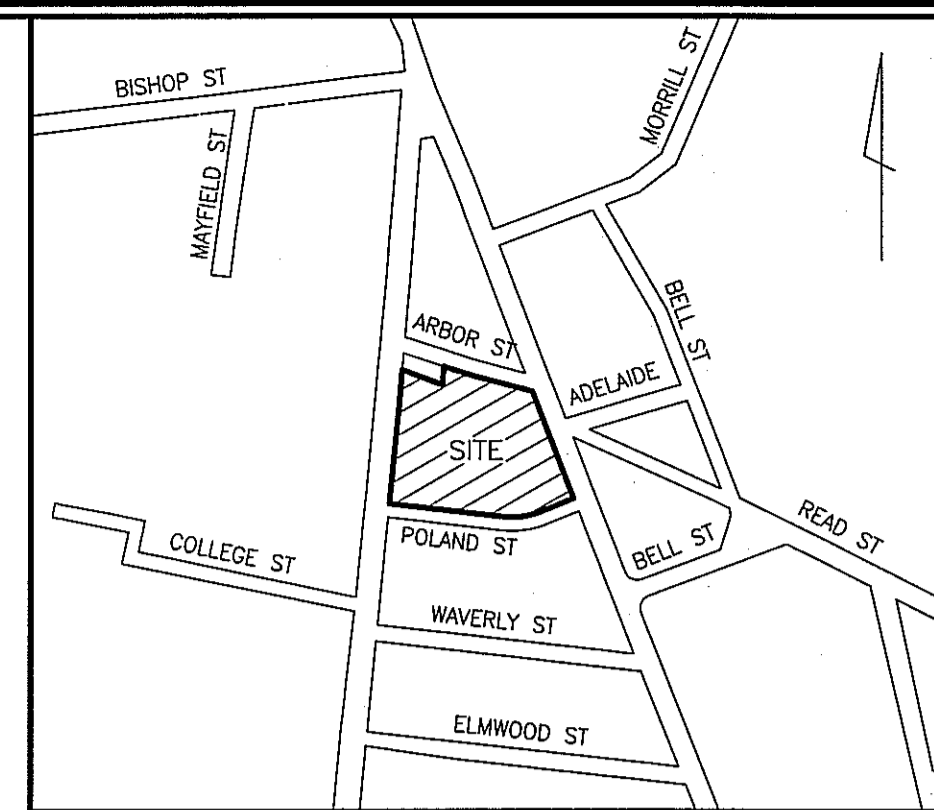 BISHOP ST
MORRILL ST
MAYFIELD ST
BELL ST
ARBOR ST
ADELAIDE
SITE
READ ST
POLAND ST
BELL ST
COLLEGE ST
WAVERLY ST
ELMWOOD ST